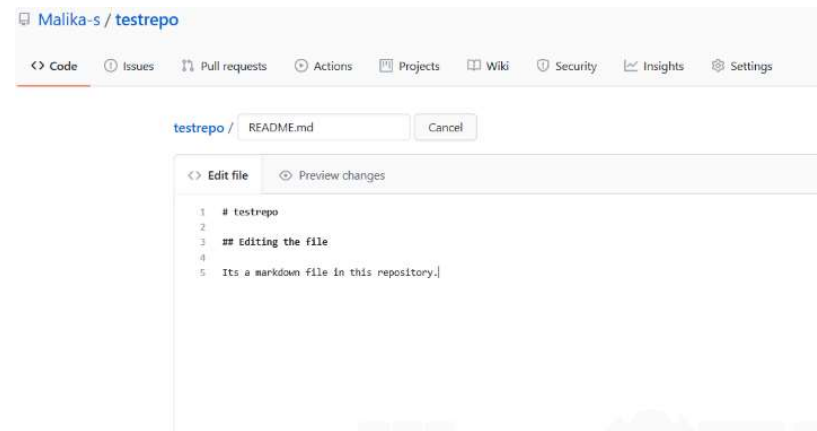 Malika-s / testrepo
<> Code Issues Pull requests Actions Projects Wiki Security Insights Settings
testrepo / README.md Cancel
<> Edit file Preview changes
1 # testrepo
2
3 ## Editing the file
4
5 Its a markdown file in this repository.